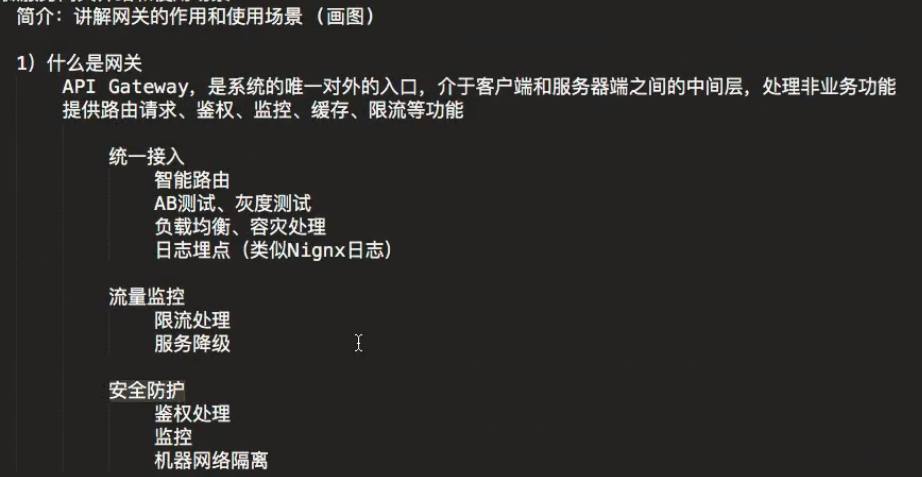 简介：讲解网关的作用和使用场景 (画图)
1）什么是网关
API Gateway，是系统的唯一对外的入口，介于客户端和服务器端之间的中间层，处理非业务功能
提供路由请求、鉴权、监控、缓存、限流等功能
统一接入
智能路由
AB测试、灰度测试
负载均衡、容灾处理
日志埋点（类似Nignx日志）
流量监控
限流处理
服务降级
安全防护
鉴权处理
监控
机器网络隔离